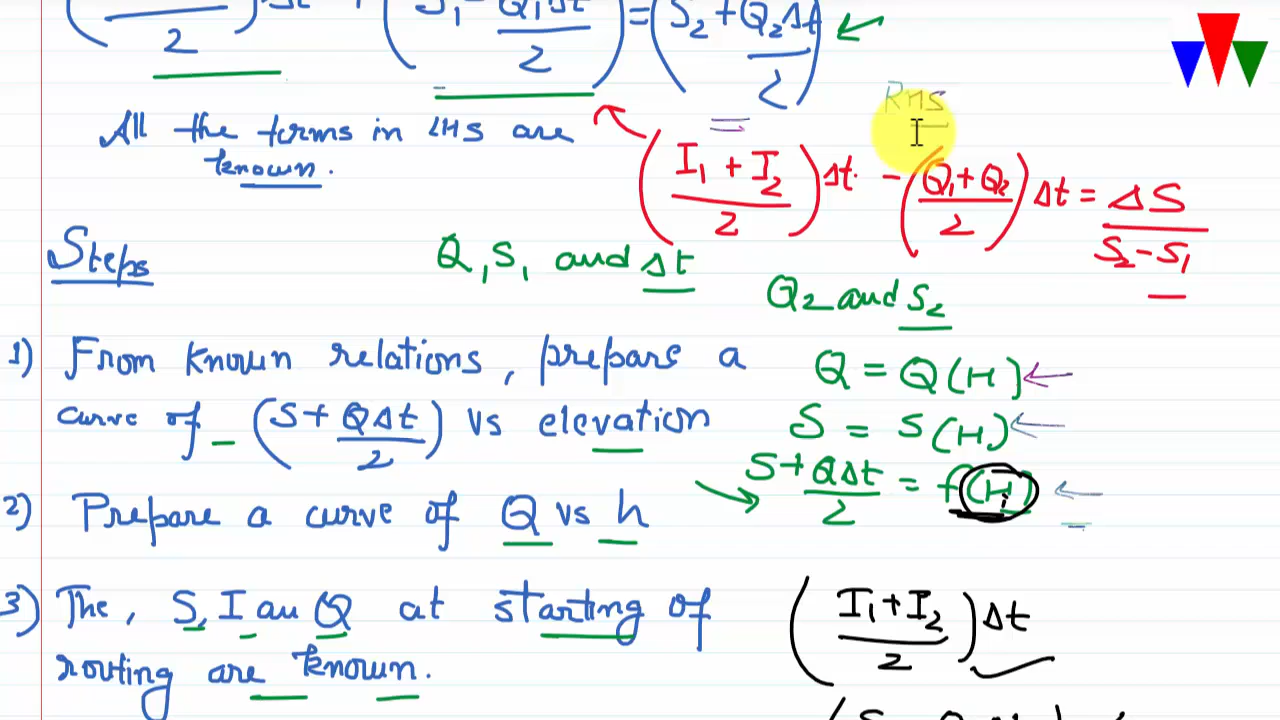 (     / 2) Δt + (S₁ - Q₁Δt/2) = (S₂ + Q₂Δt/2) ←
All the terms in LHS are known.
= RHS
((I₁ + I₂)/2) Δt - ((Q₁ + Q₂)/2) Δt = ΔS
S₂ - S₁
Steps
Q, S, and Δt
Q2 and S₂
1) From known relations, prepare a
curve of (S + QΔt/2) vs elevation
Q = Q(H) ←
S = S(H) ←
→ S + QΔt/2 = f(H) ←
2) Prepare a curve of Q vs h
3) The, S, I an Q at starting of
routing are known.
((I₁ + I₂)/2) Δt